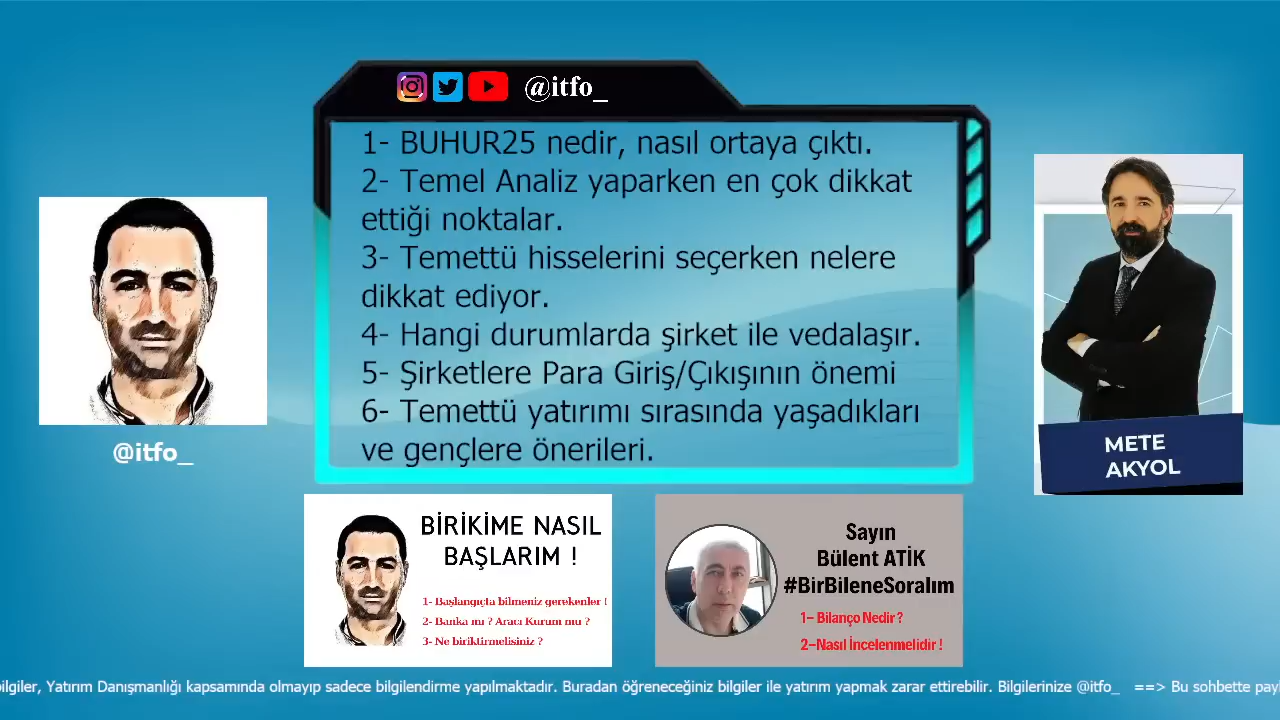 @itfo_
1- BUHUR25 nedir, nasıl ortaya çıktı.
2- Temel Analiz yaparken en çok dikkat
ettiği noktalar.
3- Temettü hisselerini seçerken nelere
dikkat ediyor.
4- Hangi durumlarda şirket ile vedalaşır.
5- Şirketlere Para Giriş/Çıkışının önemi
6- Temettü yatırımı sırasında yaşadıkları
ve gençlere önerileri.
@itfo_
METE
AKYOL
BİRİKİME NASIL
BAŞLARIM !
1- Başlangıçta bilmeniz gerekenler !
2- Banka mı ? Aracı Kurum mu ?
3- Ne biriktirmelisiniz ?
Sayın
Bülent ATİK
#BirBileneSoralım
1– Bilanço Nedir ?
2–Nasıl İncelenmelidir !
bilgiler, Yatırım Danışmanlığı kapsamında olmayıp sadece bilgilendirme yapılmaktadır. Buradan öğreneceğiniz bilgiler ile yatırım yapmak zarar ettirebilir. Bilgilerinize @itfo_ ==> Bu sohbette